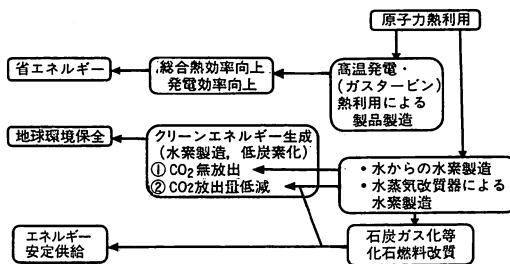 原子力熱利用
省エネルギー
総合熱効率向上
発電効率向上
高温発電・
(ガスタービン)
熱利用による
製品製造
地球環境保全
クリーンエネルギー生成
(水素製造,低炭素化)
① CO₂無放出
② CO₂放出量低減
・水からの水素製造
・水蒸気改質器による
水素製造
エネルギー
安定供給
石炭ガス化等
化石燃料改質